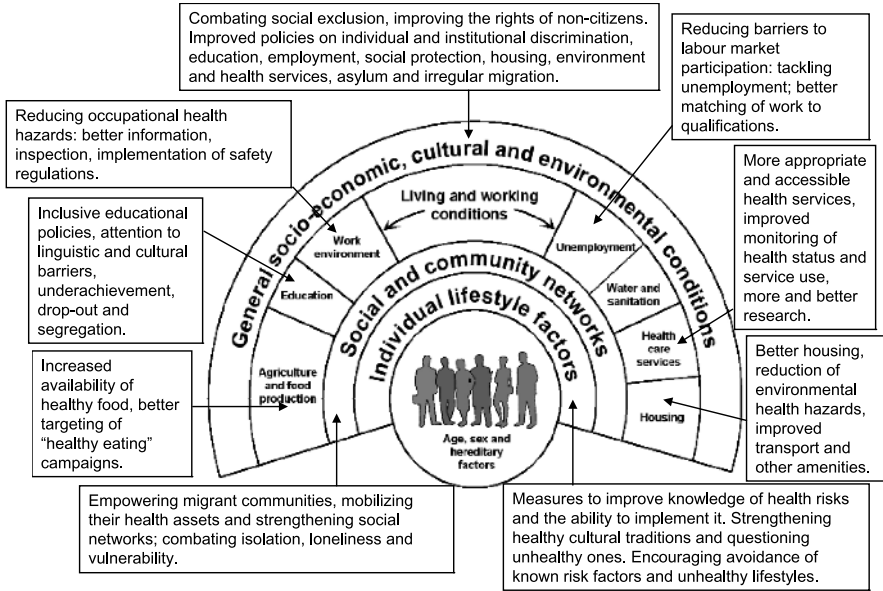 Combating social exclusion, improving the rights of non-citizens.
Improved policies on individual and institutional discrimination,
education, employment, social protection, housing, environment
and health services, asylum and irregular migration.
Reducing barriers to
labour market
participation: tackling
unemployment; better
matching of work to
qualifications.
Reducing occupational health
hazards: better information,
inspection, implementation of safety
regulations.
More appropriate
and accessible
health services,
improved
monitoring of
health status and
service use,
more and better
research.
Inclusive educational
policies, attention to
linguistic and cultural
barriers,
underachievement,
drop-out and
segregation.
Better housing,
reduction of
environmental
health hazards,
improved
transport and
other amenities.
Increased
availability of
healthy food, better
targeting of
“healthy eating”
campaigns.
Empowering migrant communities, mobilizing
their health assets and strengthening social
networks; combating isolation, loneliness and
vulnerability.
Measures to improve knowledge of health risks
and the ability to implement it. Strengthening
healthy cultural traditions and questioning
unhealthy ones. Encouraging avoidance of
known risk factors and unhealthy lifestyles.
General socio-economic, cultural and environmental conditions
Living and working
conditions
Agriculture and
food
production
Education
Work
environment
Unemployment
Water and
sanitation
Health
care
services
Housing
Social and community networks
Individual lifestyle factors
Age, sex and
hereditary
factors